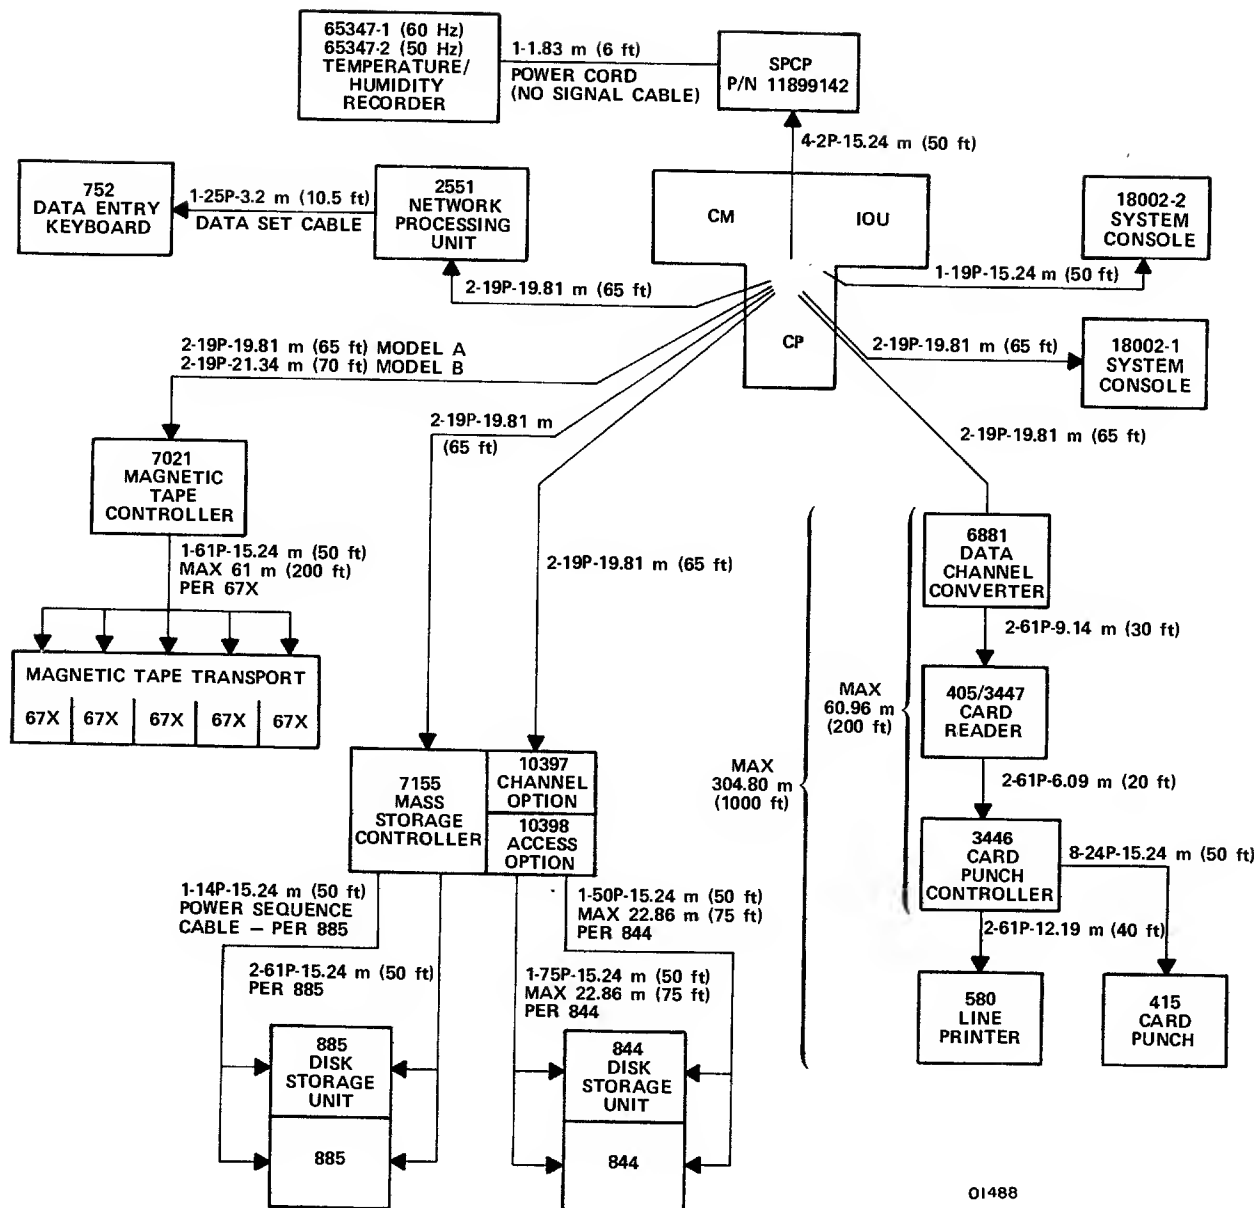 65347-1 (60 Hz)
65347-2 (50 Hz)
TEMPERATURE/
HUMIDITY
RECORDER
1-1.83 m (6 ft)
POWER CORD
(NO SIGNAL CABLE)
SPCP
P/N 11899142
4-2P-15.24 m (50 ft)
752
DATA ENTRY
KEYBOARD
1-25P-3.2 m (10.5 ft)
DATA SET CABLE
2551
NETWORK
PROCESSING
UNIT
CM
IOU
CP
18002-2
SYSTEM
CONSOLE
1-19P-15.24 m (50 ft)
2-19P-19.81 m (65 ft)
2-19P-19.81 m (65 ft)
18002-1
SYSTEM
CONSOLE
2-19P-19.81 m (65 ft) MODEL A
2-19P-21.34 m (70 ft) MODEL B
2-19P-19.81 m
(65 ft)
2-19P-19.81 m (65 ft)
7021
MAGNETIC
TAPE
CONTROLLER
1-61P-15.24 m (50 ft)
MAX 61 m (200 ft)
PER 67X
MAGNETIC TAPE TRANSPORT
67X 67X 67X 67X 67X
2-19P-19.81 m (65 ft)
6881
DATA
CHANNEL
CONVERTER
2-61P-9.14 m (30 ft)
405/3447
CARD
READER
MAX
60.96 m
(200 ft)
MAX
304.80 m
(1000 ft)
2-61P-6.09 m (20 ft)
3446
CARD
PUNCH
CONTROLLER
8-24P-15.24 m (50 ft)
2-61P-12.19 m (40 ft)
580
LINE
PRINTER
415
CARD
PUNCH
7155
MASS
STORAGE
CONTROLLER
10397
CHANNEL
OPTION
10398
ACCESS
OPTION
1-14P-15.24 m (50 ft)
POWER SEQUENCE
CABLE — PER 885
2-61P-15.24 m (50 ft)
PER 885
1-50P-15.24 m (50 ft)
MAX 22.86 m (75 ft)
PER 844
1-75P-15.24 m (50 ft)
MAX 22.86 m (75 ft)
PER 844
885
DISK
STORAGE
UNIT
885
844
DISK
STORAGE
UNIT
844
01488